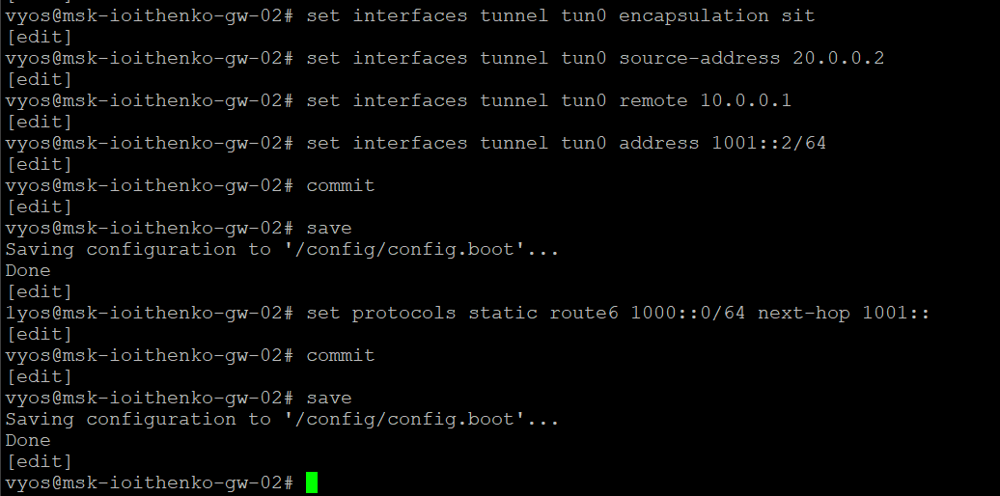 [edit]
vyos@msk-ioithenko-gw-02# set interfaces tunnel tun0 encapsulation sit
[edit]
vyos@msk-ioithenko-gw-02# set interfaces tunnel tun0 source-address 20.0.0.2
[edit]
vyos@msk-ioithenko-gw-02# set interfaces tunnel tun0 remote 10.0.0.1
[edit]
vyos@msk-ioithenko-gw-02# set interfaces tunnel tun0 address 1001::2/64
[edit]
vyos@msk-ioithenko-gw-02# commit
[edit]
vyos@msk-ioithenko-gw-02# save
Saving configuration to '/config/config.boot'...
Done
[edit]
lyos@msk-ioithenko-gw-02# set protocols static route6 1000::0/64 next-hop 1001::
[edit]
vyos@msk-ioithenko-gw-02# commit
[edit]
vyos@msk-ioithenko-gw-02# save
Saving configuration to '/config/config.boot'...
Done
[edit]
vyos@msk-ioithenko-gw-02#